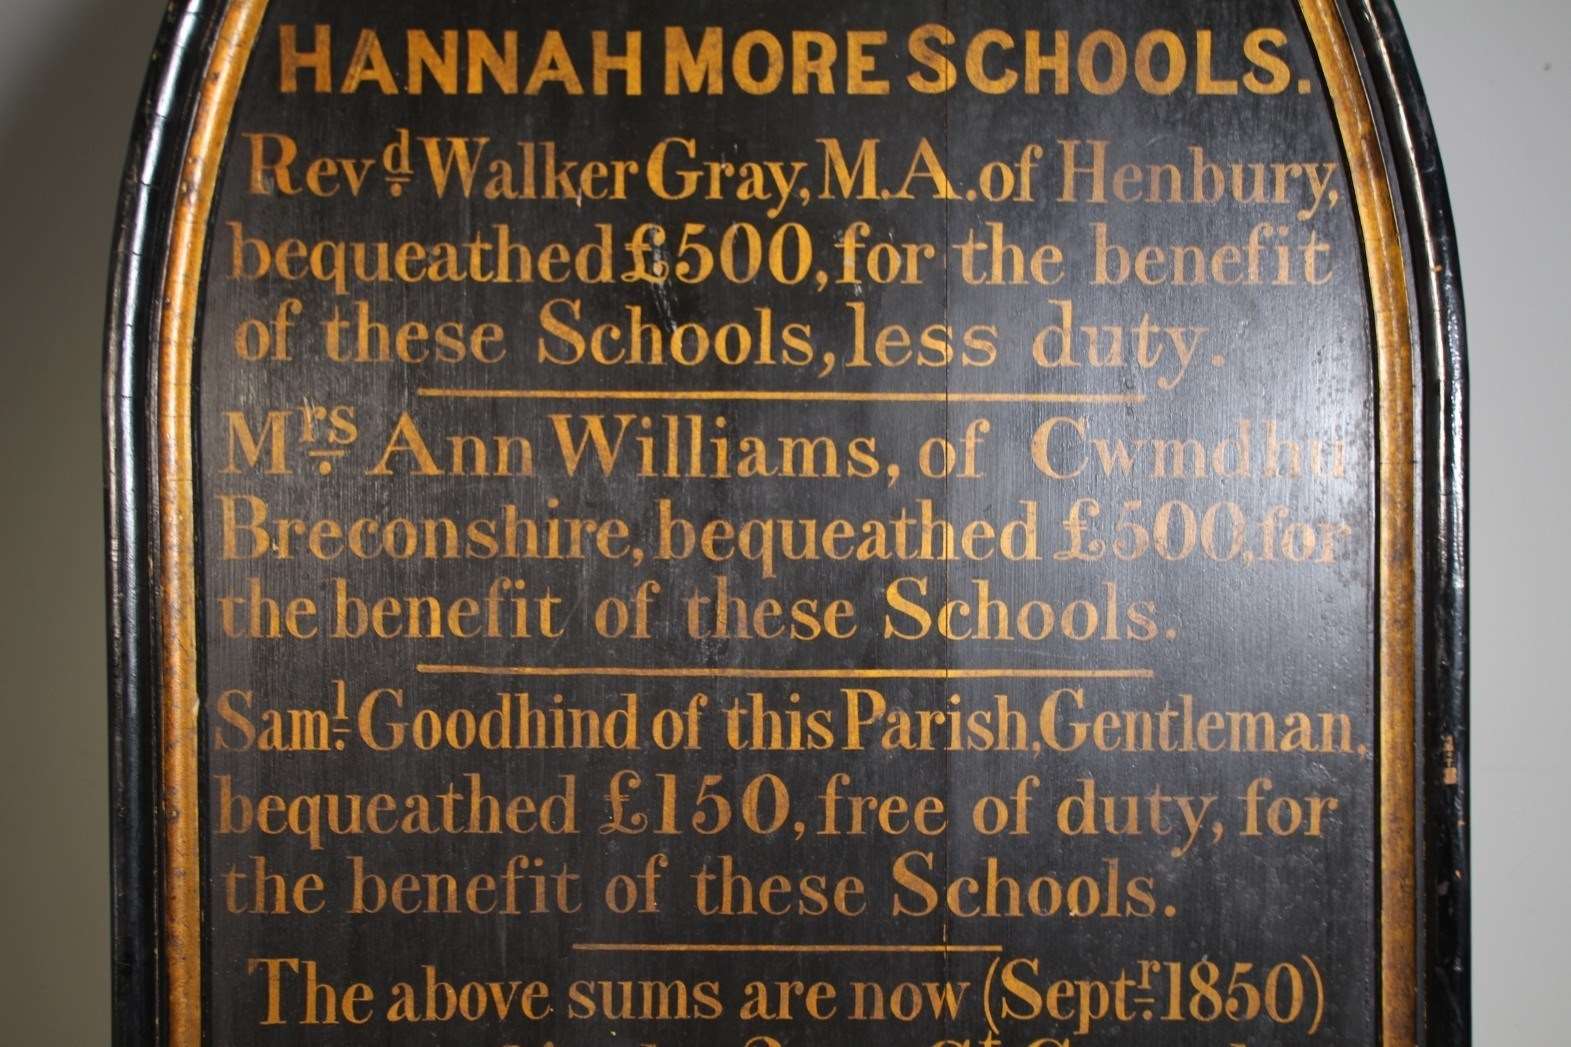 HANNAH MORE SCHOOLS.
Revd. Walker Gray, M.A. of Henbury,
bequeathed £500, for the benefit
of these Schools, less duty.
Mrs. Ann Williams, of Cwmdhu
Breconshire, bequeathed £500, for
the benefit of these Schools.
Saml. Goodhind of this Parish, Gentleman,
bequeathed £150, free of duty, for
the benefit of these Schools.
The above sums are now (Septr. 1850)